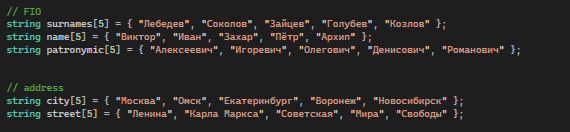 // FIO
string surnames[5] = { "Лебедев", "Соколов", "Зайцев", "Голубев", "Козлов" };
string name[5] = { "Виктор", "Иван", "Захар", "Пётр", "Архип" };
string patronymic[5] = { "Алексеевич", "Игоревич", "Олегович", "Денисович", "Романович" };
// address
string city[5] = { "Москва", "Омск", "Екатеринбург", "Воронеж", "Новосибирск" };
string street[5] = { "Ленина", "Карла Маркса", "Советская", "Мира", "Свободы" };